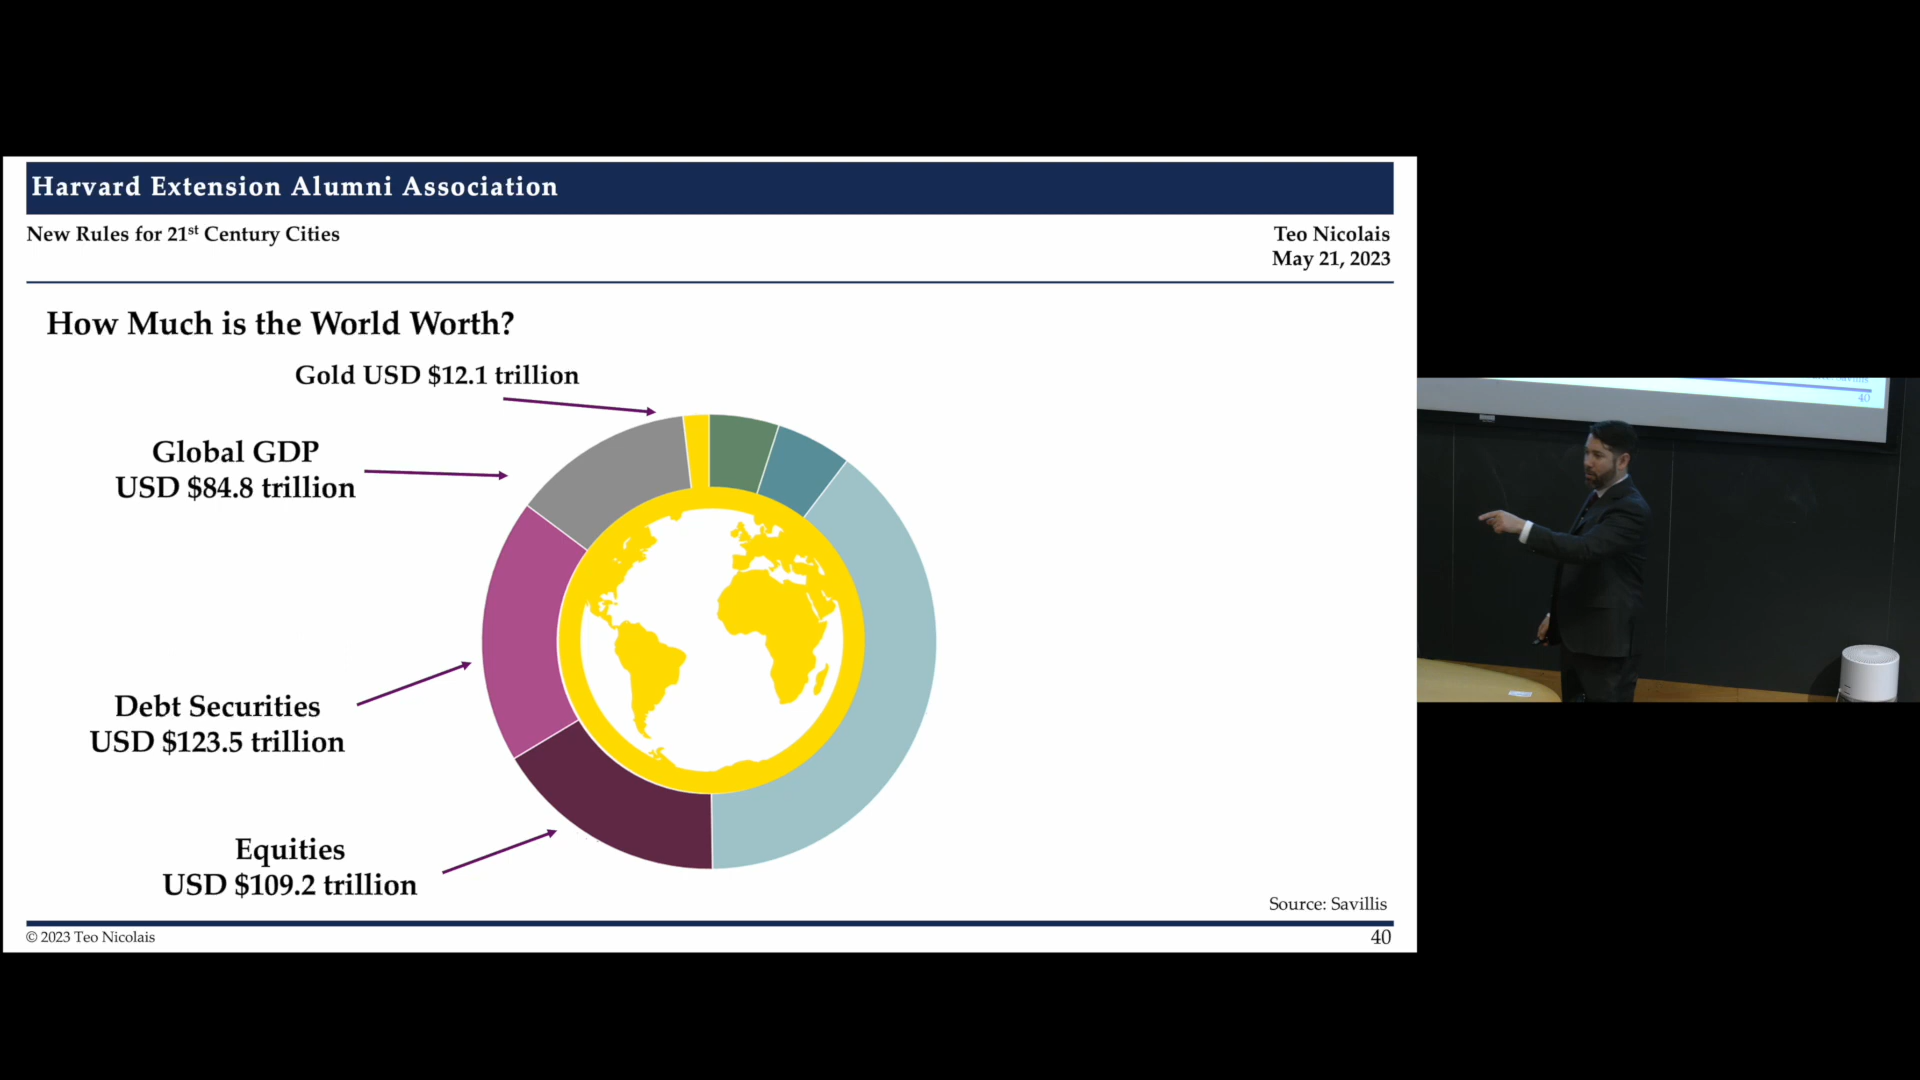 Harvard Extension Alumni Association
New Rules for 21st Century Cities
Teo Nicolais
May 21, 2023
How Much is the World Worth?
Gold USD $12.1 trillion
Global GDP
USD $84.8 trillion
Debt Securities
USD $123.5 trillion
Equities
USD $109.2 trillion
Source: Savillis
© 2023 Teo Nicolais
40
40